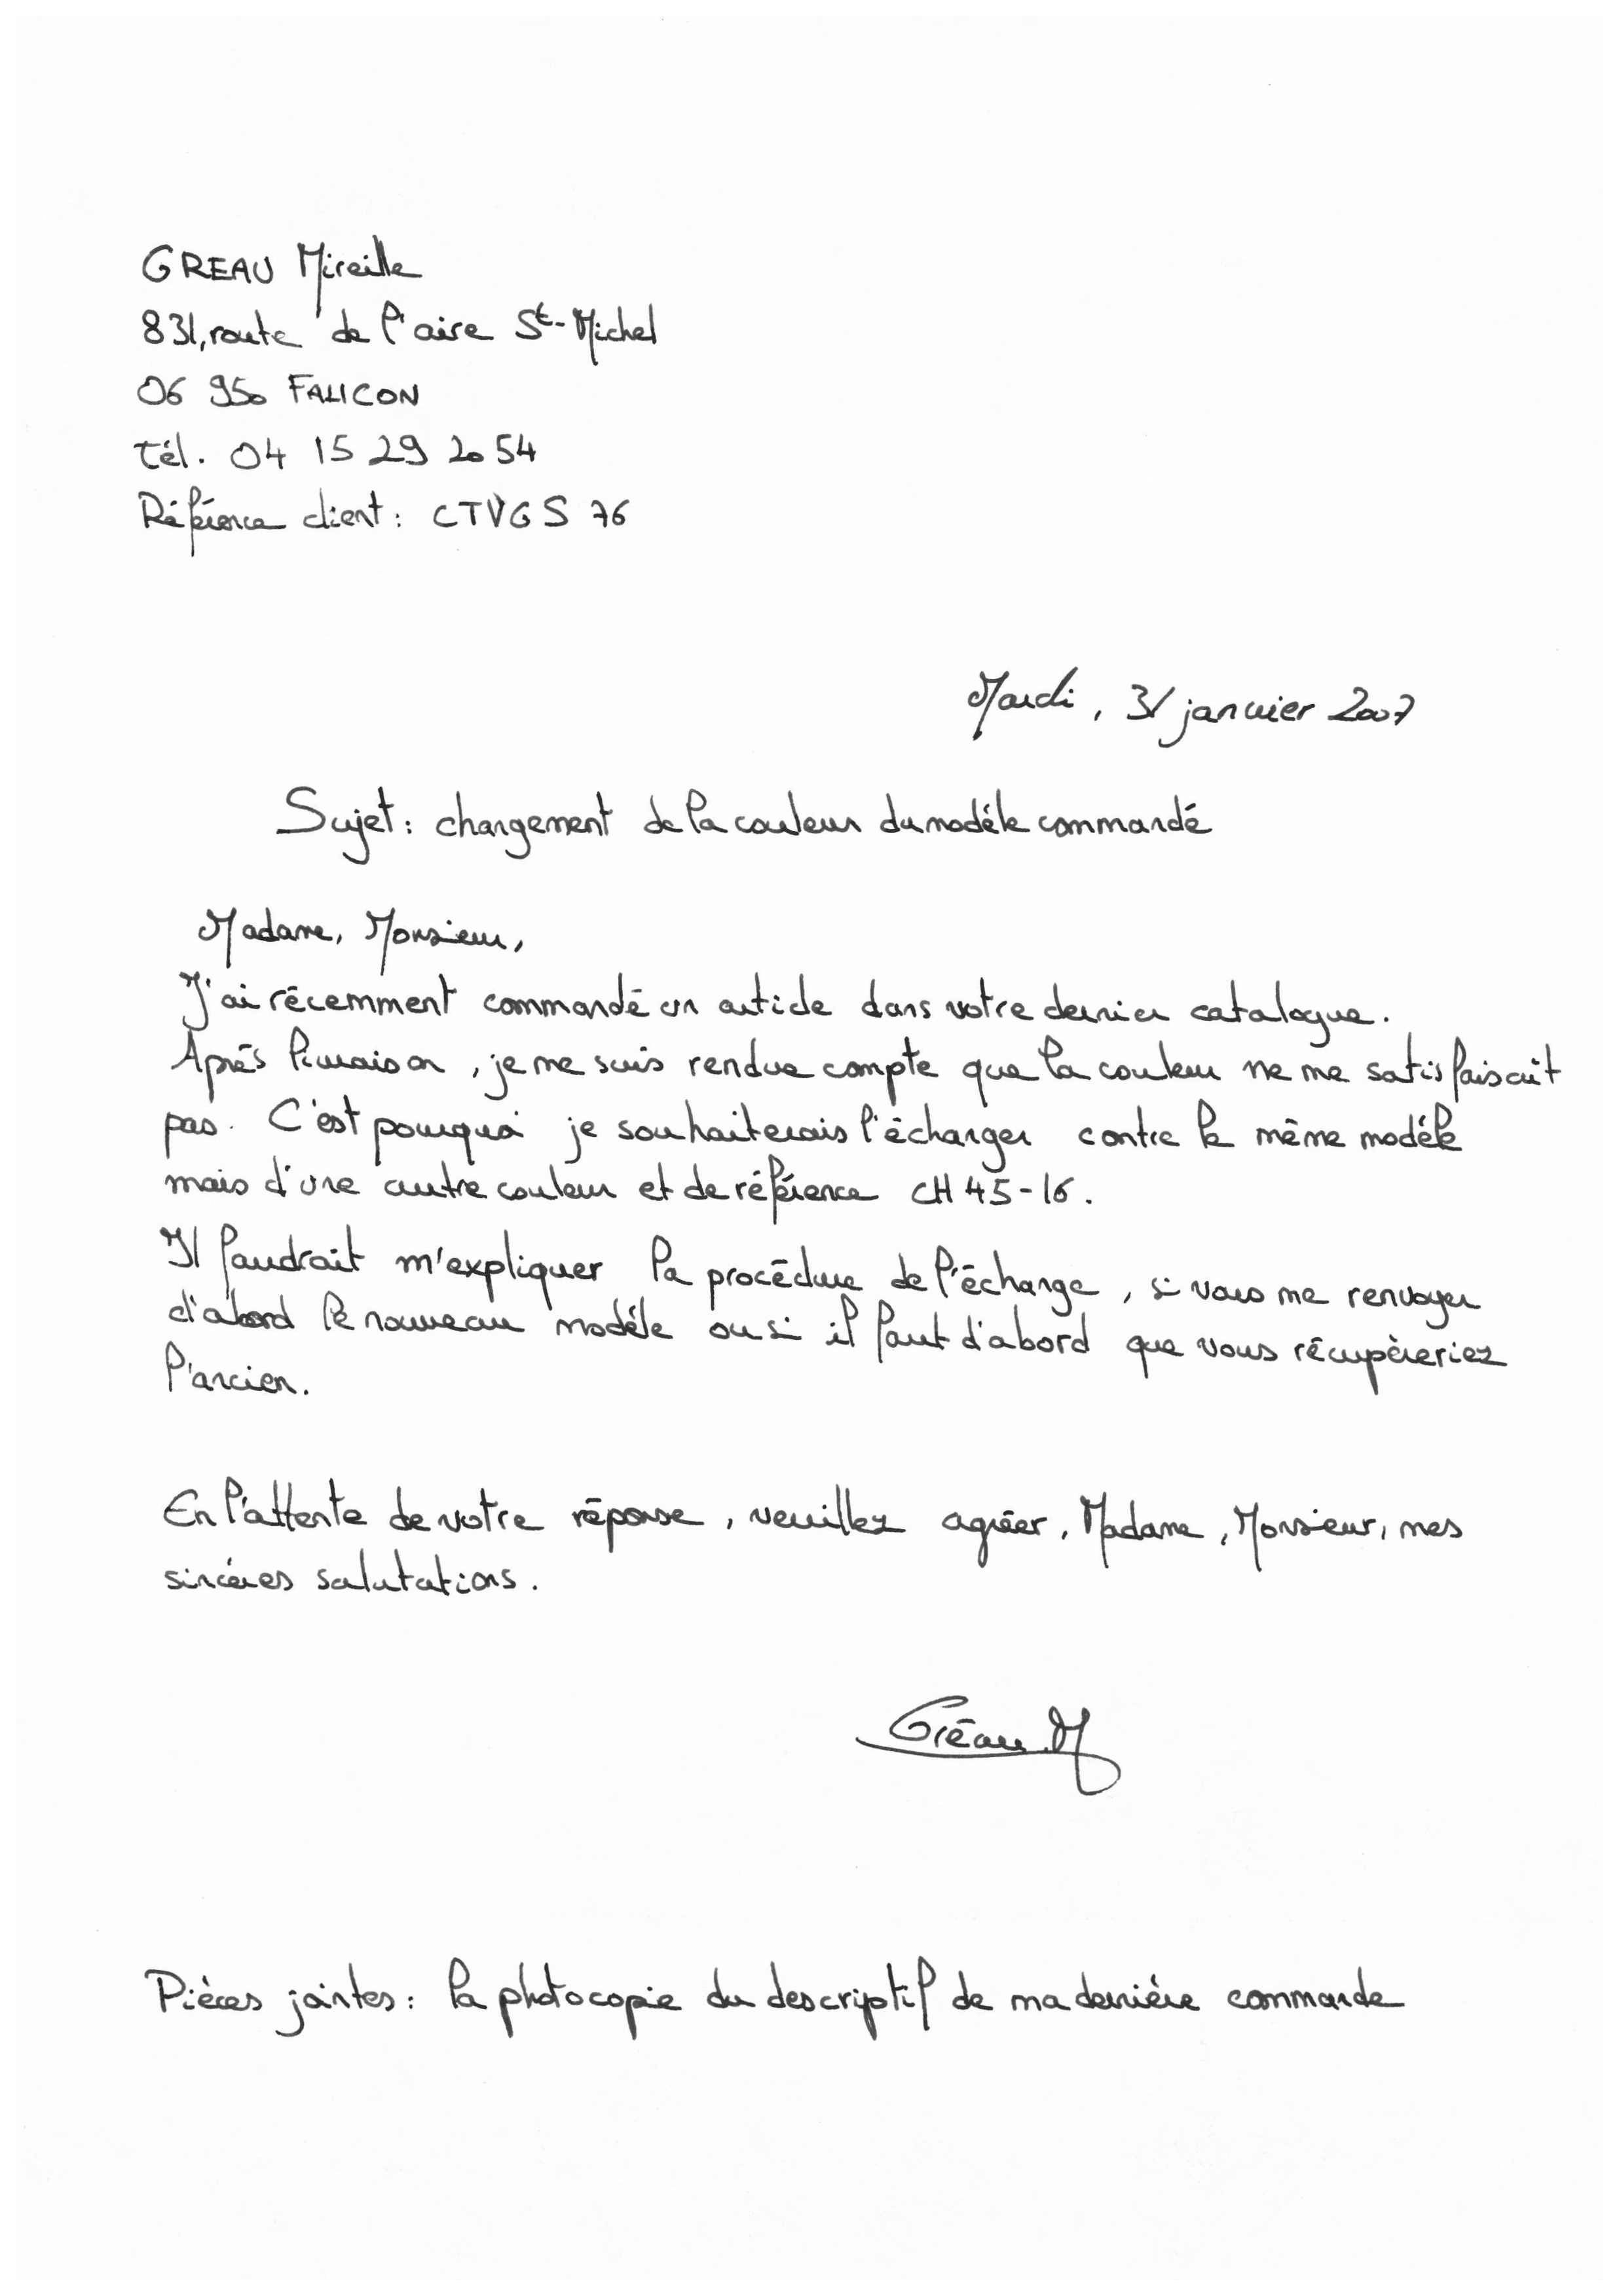 GREAU Mireille
831, route de l'aire St-Michel
06 950 FALICON
tél. 04 15 29 20 54
Référence client : CTVGS 76
Mardi, 31 janvier 2007
Sujet : changement de la couleur du modèle commandé
Madame, Monsieur,
J'ai récemment commandé un article dans votre dernier catalogue.
Après livraison, je me suis rendue compte que la couleur ne me satisfaisait
pas. C'est pourquoi je souhaiterais l'échanger contre le même modèle
mais d'une autre couleur et de référence CH 45-16.
Il faudrait m'expliquer la procédure de l'échange, si vous me renvoyer
d'abord le nouveau modèle ou si il faut d'abord que vous récupèreriez
l'ancien.
En l'attente de votre réponse, veuillez agréer, Madame, Monsieur, mes
sincères salutations.
Gréau.M
Pièces jointes : la photocopie du descriptif de ma dernière commande